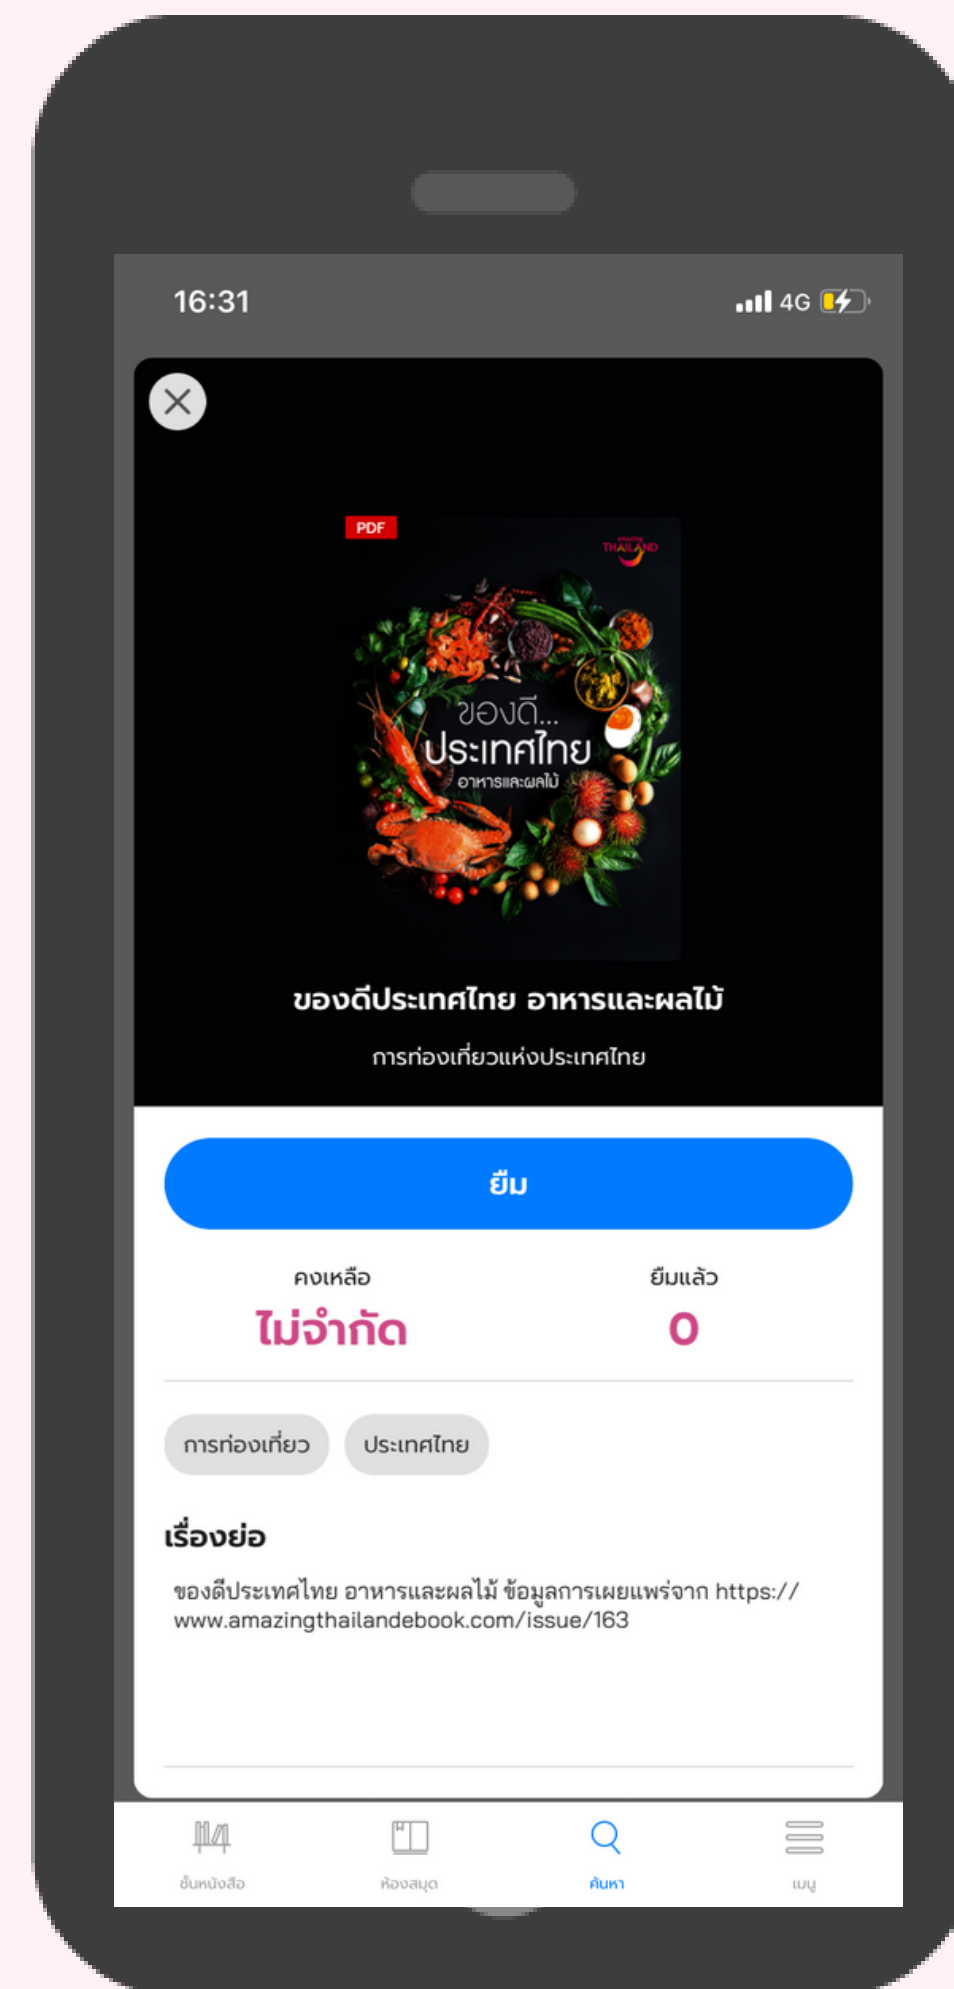 16:31
4G
PDF
amazing
THAILAND
ของดี...
ประเทศไทย
อาหารและผลไม้
ของดีประเทศไทย อาหารและผลไม้
การท่องเที่ยวแห่งประเทศไทย
ยืม
คงเหลือ ยืมแล้ว
ไม่จำกัด 0
การท่องเที่ยว ประเทศไทย
เรื่องย่อ
ของดีประเทศไทย อาหารและผลไม้ ข้อมูลการเผยแพร่จาก https://
www.amazingthailandebook.com/issue/163
ชั้นหนังสือ ห้องสมุด ค้นหา เมนู